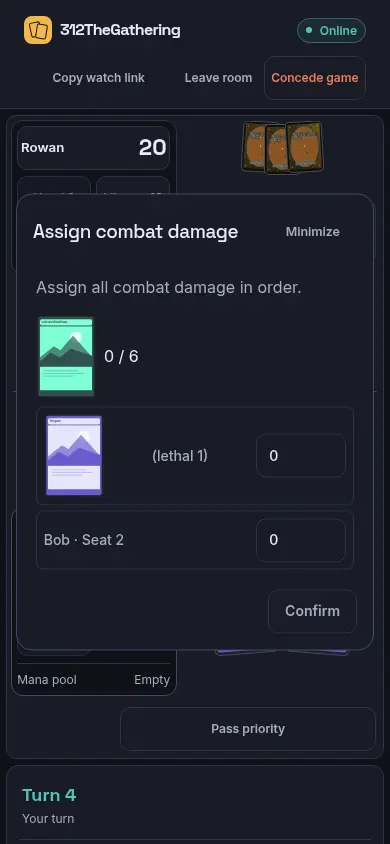 3'12TheGathering
Online
Copy watch link
Leave room
Concede game
Rowan
20
Assign combat damage
Minimize
Assign all combat damage in order.
0 / 6
(lethal 1)
0
Bob · Seat 2
0
Confirm
Mana pool
Empty
Pass priority
Turn 4
Your turn